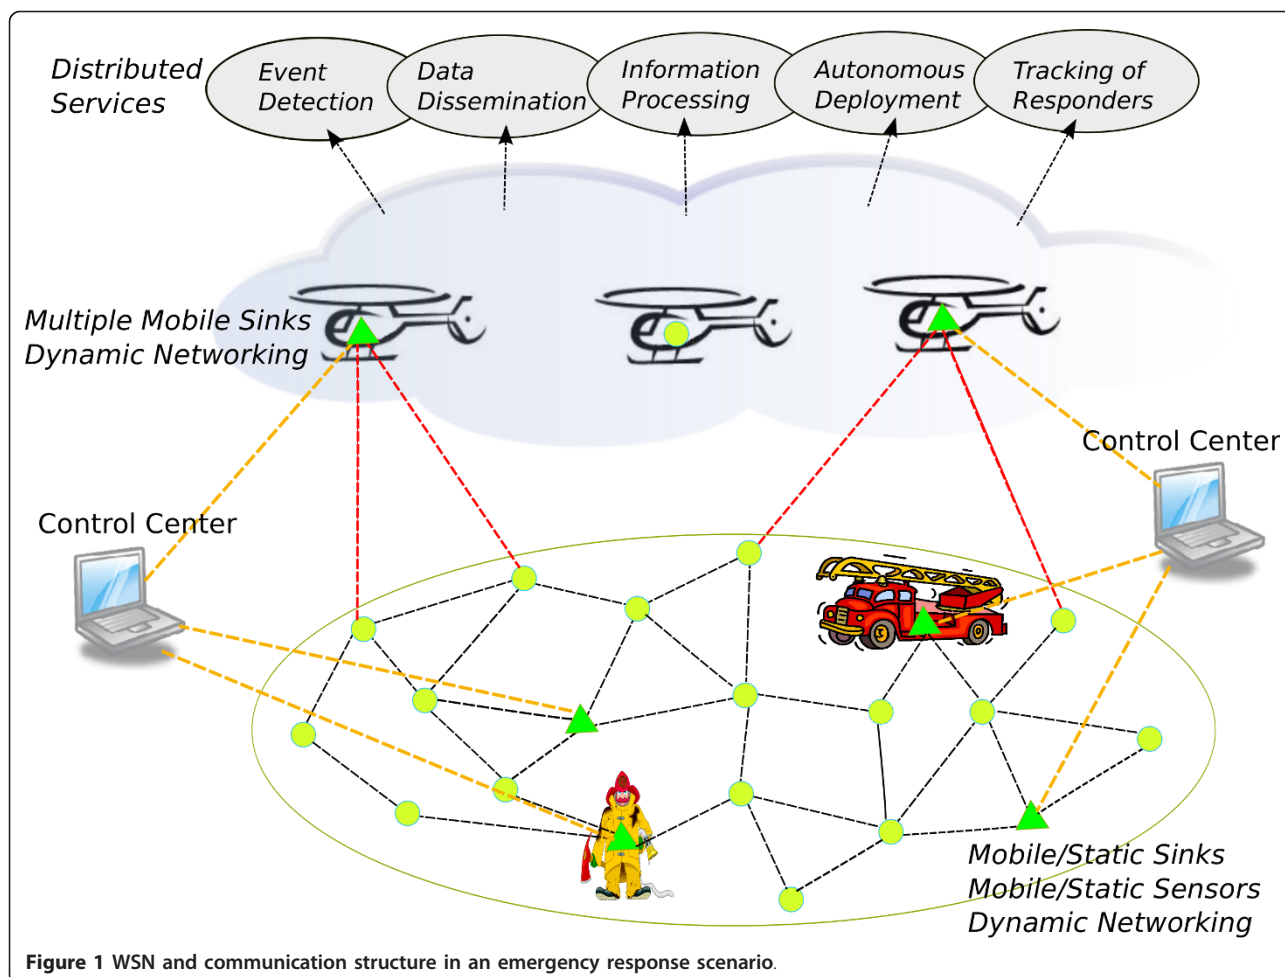 Distributed
Services
Event
Detection
Data
Dissemination
Information
Processing
Autonomous
Deployment
Tracking of
Responders
Multiple Mobile Sinks
Dynamic Networking
Control Center
Control Center
Mobile/Static Sinks
Mobile/Static Sensors
Dynamic Networking
Figure 1 WSN and communication structure in an emergency response scenario.